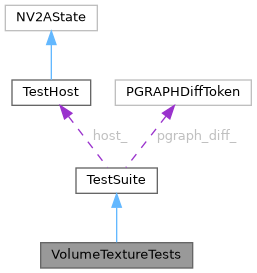 NV2AState
TestHost
PGRAPHDiffToken
host_
pgraph_diff_
TestSuite
VolumeTextureTests